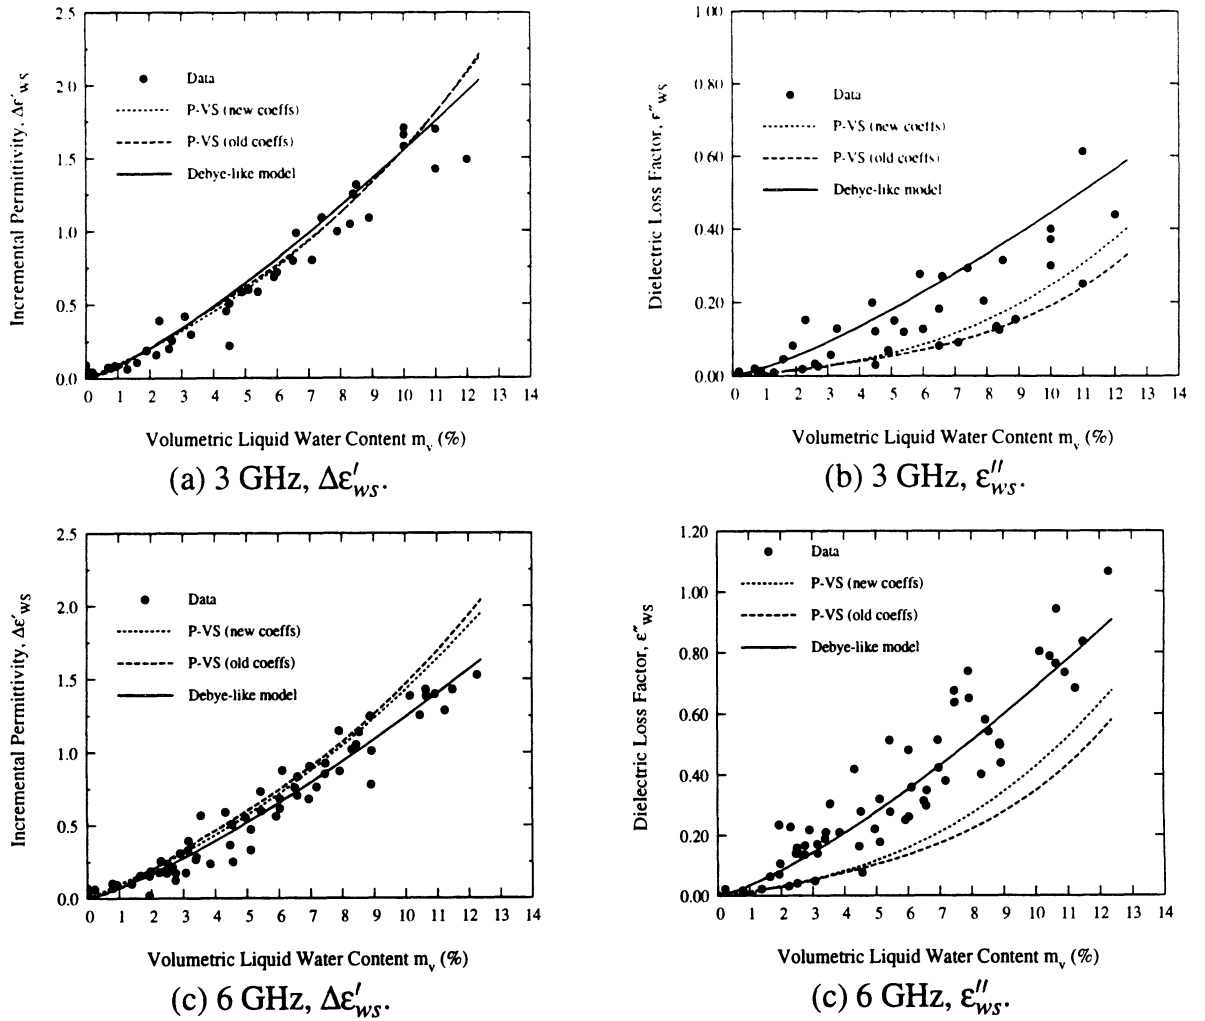 2.5
2.0
1.5
1.0
0.5
0.0
Incremental Permittivity, Δε′WS
Data
P-VS (new coeffs)
P-VS (old coeffs)
Debye-like model
0 1 2 3 4 5 6 7 8 9 10 11 12 13 14
Volumetric Liquid Water Content mv (%)
(a) 3 GHz, Δε′ws.
1.00
0.80
0.60
0.40
0.20
0.00
Dielectric Loss Factor, ε″WS
Data
P-VS (new coeffs)
P-VS (old coeffs)
Debye-like model
0 1 2 3 4 5 6 7 8 9 10 11 12 13 14
Volumetric Liquid Water Content mv (%)
(b) 3 GHz, ε″ws.
2.5
2.0
1.5
1.0
0.5
0.0
Incremental Permittivity, Δε′WS
Data
P-VS (new coeffs)
P-VS (old coeffs)
Debye-like model
0 1 2 3 4 5 6 7 8 9 10 11 12 13 14
Volumetric Liquid Water Content mv (%)
(c) 6 GHz, Δε′ws.
1.20
1.00
0.80
0.60
0.40
0.20
0.00
Dielectric Loss Factor, ε″WS
Data
P-VS (new coeffs)
P-VS (old coeffs)
Debye-like model
0 1 2 3 4 5 6 7 8 9 10 11 12 13 14
Volumetric Liquid Water Content mv (%)
(c) 6 GHz, ε″ws.